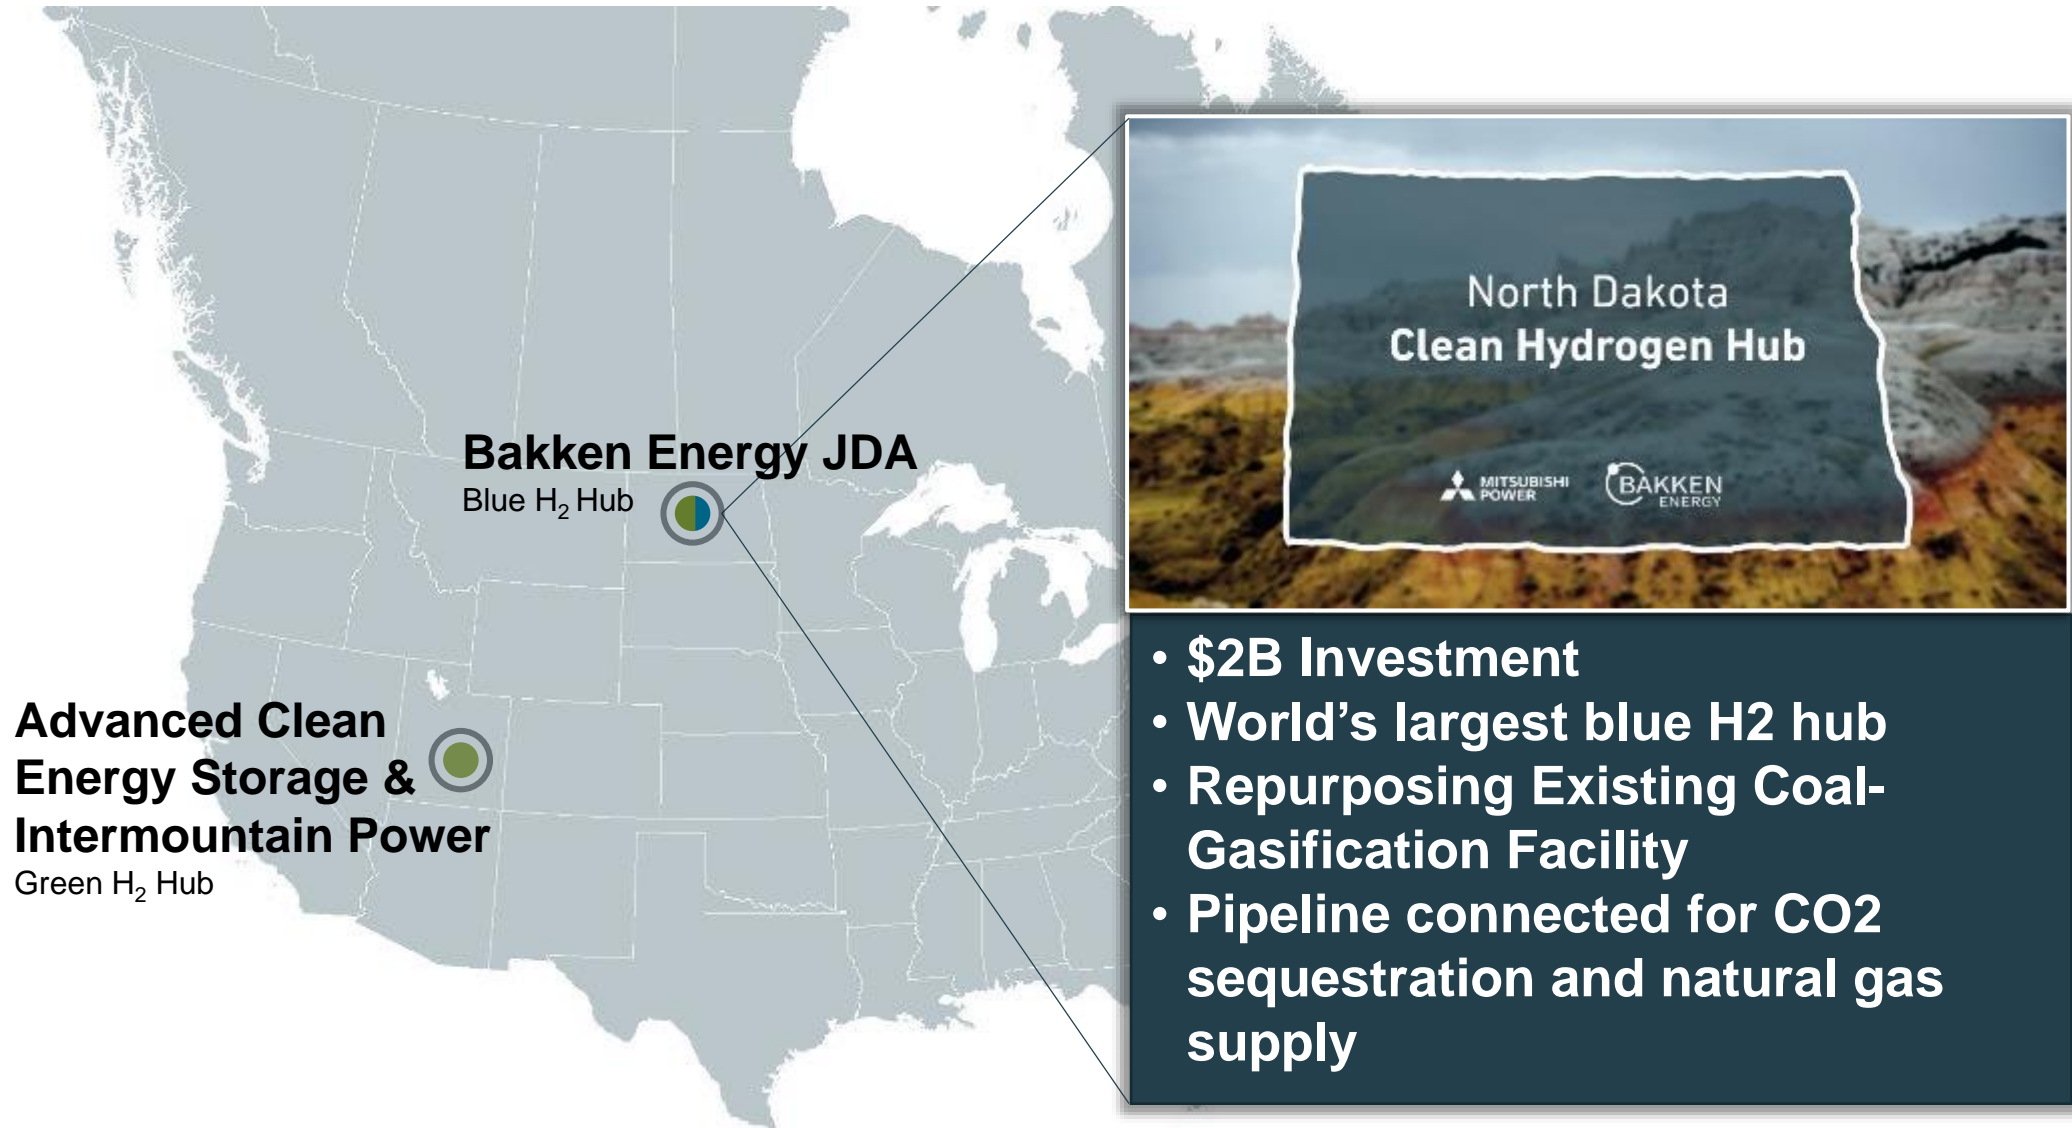 Bakken Energy JDA
Blue H₂ Hub
Advanced Clean
Energy Storage &
Intermountain Power
Green H₂ Hub
North Dakota
Clean Hydrogen Hub
MITSUBISHI
POWER
BAKKEN
ENERGY
• $2B Investment
• World’s largest blue H2 hub
• Repurposing Existing Coal-
Gasification Facility
• Pipeline connected for CO2
sequestration and natural gas
supply